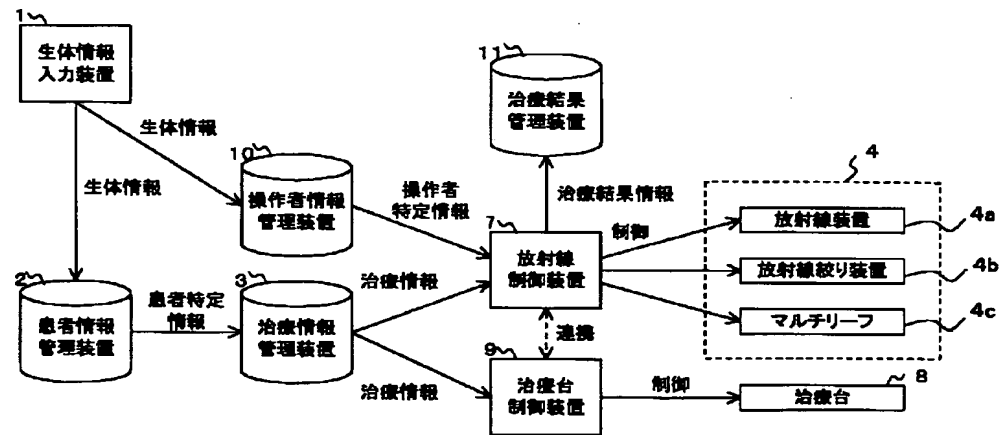 1
生体情報
入力装置
11
治療結果
管理装置
生体情報
生体情報
10
操作者情報
管理装置
操作者
特定情報
治療結果情報
4
7
放射線
制御装置
制御
放射線装置
4a
放射線絞り装置
4b
マルチリーフ
4c
2
患者情報
管理装置
患者特定
情報
3
治療情報
管理装置
治療情報
治療情報
連携
9
治療台
制御装置
制御
治療台
8